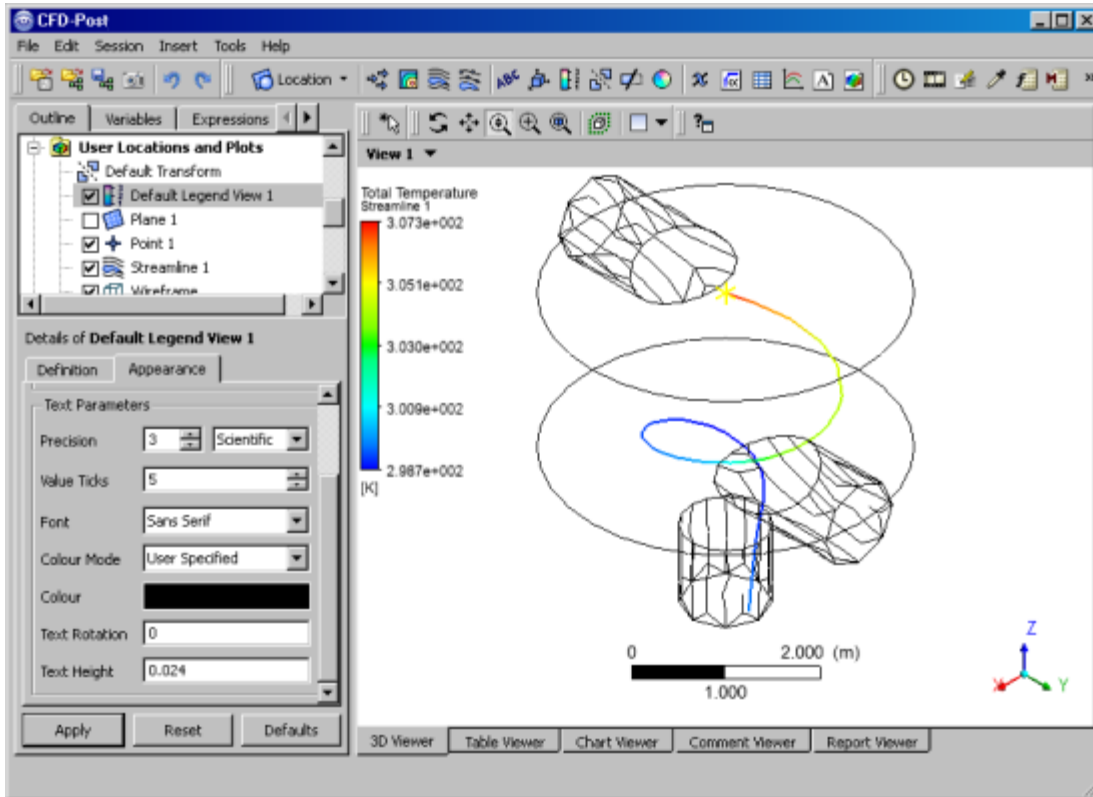 CFD-Post
File Edit Session Insert Tools Help
Location
Outline Variables Expressions
User Locations and Plots
Default Transform
Default Legend View 1
Plane 1
Point 1
Streamline 1
Wireframe
Details of Default Legend View 1
Definition Appearance
Text Parameters
Precision 3 Scientific
Value Ticks 5
Font Sans Serif
Colour Mode User Specified
Colour
Text Rotation 0
Text Height 0.024
Apply Reset Defaults
View 1
Total Temperature
Streamline 1
3.073e+002
3.051e+002
3.030e+002
3.009e+002
2.987e+002
[K]
0 2.000 (m)
1.000
Z
X Y
3D Viewer Table Viewer Chart Viewer Comment Viewer Report Viewer